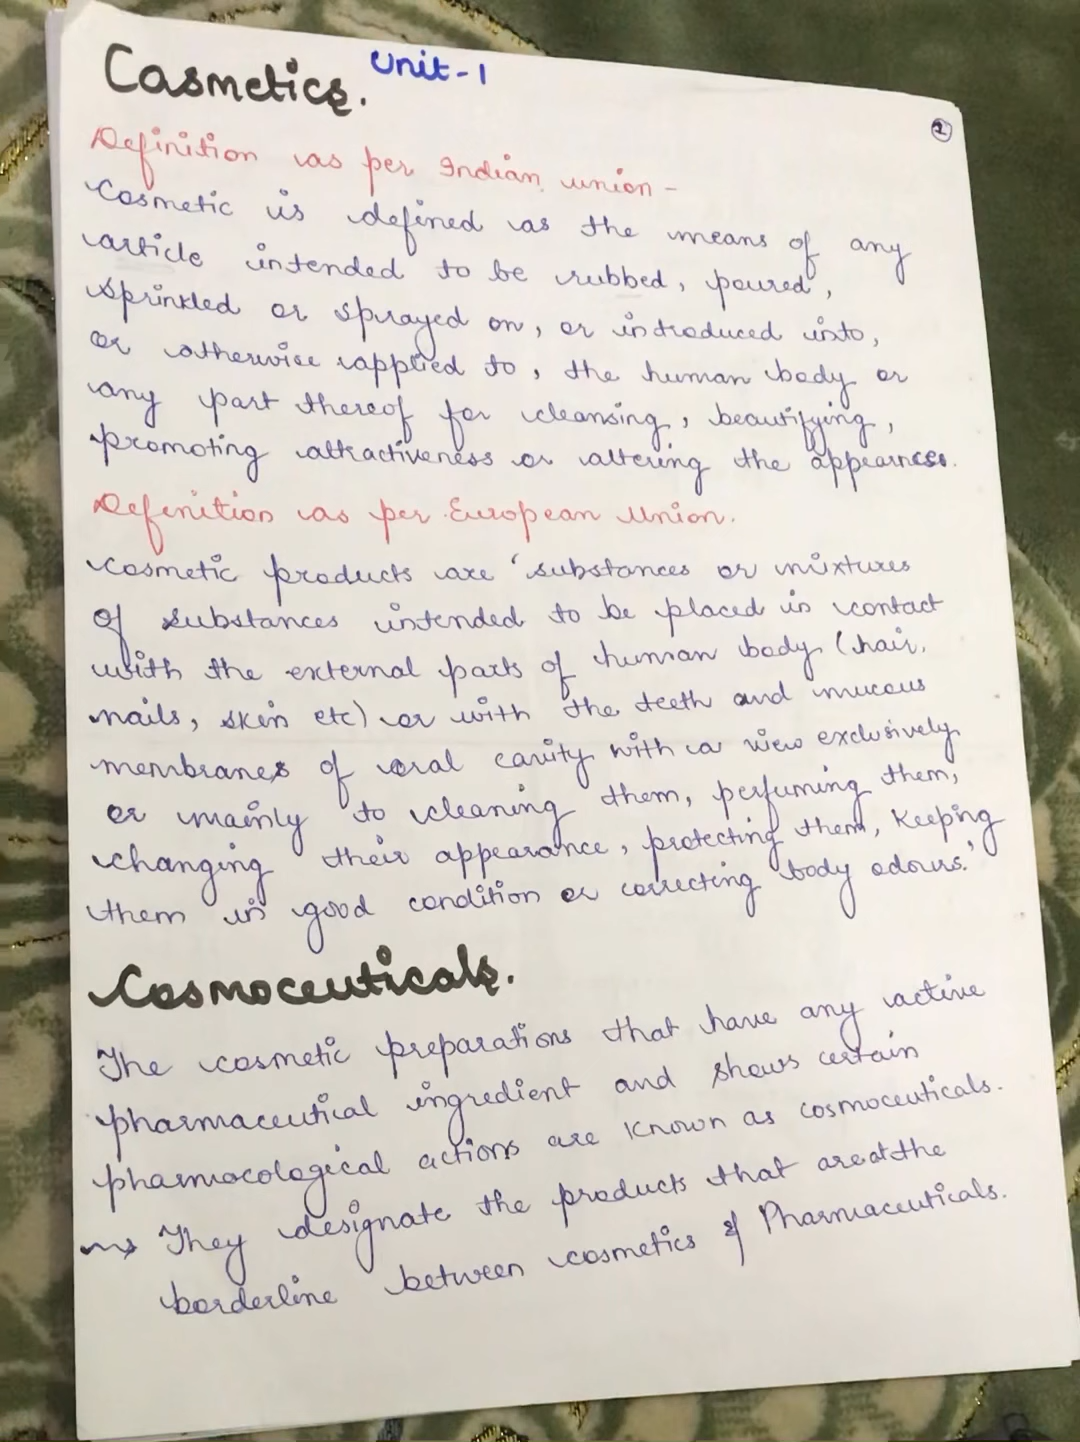 Unit-1
Cosmetics.
2
Definition as per Indian union -
Cosmetic is defined as the means of any
article intended to be rubbed, poured,
sprinkled or sprayed on, or introduced into,
or otherwise applied to, the human body or
any part thereof for cleansing, beautifying,
promoting attractiveness or altering the appearness.
Definition as per European Union.
cosmetic products are 'substances or mixtures
of substances intended to be placed in contact
with the external parts of human body (hair,
nails, skin etc) or with the teeth and mucous
membranes of oral cavity with a view exclusively
or mainly to cleaning them, perfuming them,
changing their appearance, protecting them, keeping
them in good condition or correcting body odours.'
Cosmoceuticals.
The cosmetic preparations that have any active
pharmaceutical ingredient and shows certain
pharmacological actions are known as cosmoceuticals.
→ They designate the products that are at the
borderline between cosmetics & Pharmaceuticals.